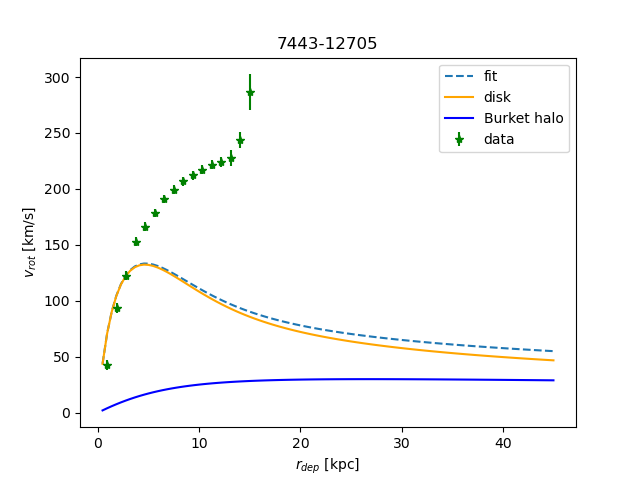 7443-12705
fit
disk
Burket halo
data
300
250
200
150
100
50
0
v_rot [km/s]
0 10 20 30 40
r_dep [kpc]